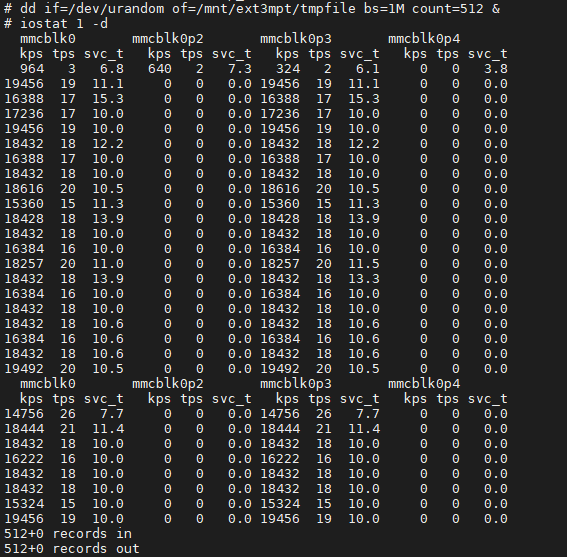 # dd if=/dev/urandom of=/mnt/ext3mpt/tmpfile bs=1M count=512 &
# iostat 1 -d
mmcblk0 mmcblk0p2 mmcblk0p3 mmcblk0p4
kps tps svc_t kps tps svc_t kps tps svc_t kps tps svc_t
964 3 6.8 640 2 7.3 324 2 6.1 0 0 3.8
19456 19 11.1 0 0 0.0 19456 19 11.1 0 0 0.0
16388 17 15.3 0 0 0.0 16388 17 15.3 0 0 0.0
17236 17 10.0 0 0 0.0 17236 17 10.0 0 0 0.0
19456 19 10.0 0 0 0.0 19456 19 10.0 0 0 0.0
18432 18 12.2 0 0 0.0 18432 18 12.2 0 0 0.0
16388 17 10.0 0 0 0.0 16388 17 10.0 0 0 0.0
18432 18 10.0 0 0 0.0 18432 18 10.0 0 0 0.0
18616 20 10.5 0 0 0.0 18616 20 10.5 0 0 0.0
15360 15 11.3 0 0 0.0 15360 15 11.3 0 0 0.0
18428 18 13.9 0 0 0.0 18428 18 13.9 0 0 0.0
18432 18 10.0 0 0 0.0 18432 18 10.0 0 0 0.0
16384 16 10.0 0 0 0.0 16384 16 10.0 0 0 0.0
18257 20 11.0 0 0 0.0 18257 20 11.5 0 0 0.0
18432 18 13.9 0 0 0.0 18432 18 13.3 0 0 0.0
16384 16 10.0 0 0 0.0 16384 16 10.0 0 0 0.0
18432 18 10.0 0 0 0.0 18432 18 10.0 0 0 0.0
18432 18 10.6 0 0 0.0 18432 18 10.6 0 0 0.0
16384 16 10.6 0 0 0.0 16384 16 10.6 0 0 0.0
18432 18 10.6 0 0 0.0 18432 18 10.6 0 0 0.0
19492 20 10.5 0 0 0.0 19492 20 10.5 0 0 0.0
mmcblk0 mmcblk0p2 mmcblk0p3 mmcblk0p4
kps tps svc_t kps tps svc_t kps tps svc_t kps tps svc_t
14756 26 7.7 0 0 0.0 14756 26 7.7 0 0 0.0
18444 21 11.4 0 0 0.0 18444 21 11.4 0 0 0.0
18432 18 10.0 0 0 0.0 18432 18 10.0 0 0 0.0
16222 16 10.0 0 0 0.0 16222 16 10.0 0 0 0.0
18432 18 10.0 0 0 0.0 18432 18 10.0 0 0 0.0
18432 18 10.0 0 0 0.0 18432 18 10.0 0 0 0.0
15324 15 10.0 0 0 0.0 15324 15 10.0 0 0 0.0
19456 19 10.0 0 0 0.0 19456 19 10.0 0 0 0.0
512+0 records in
512+0 records out